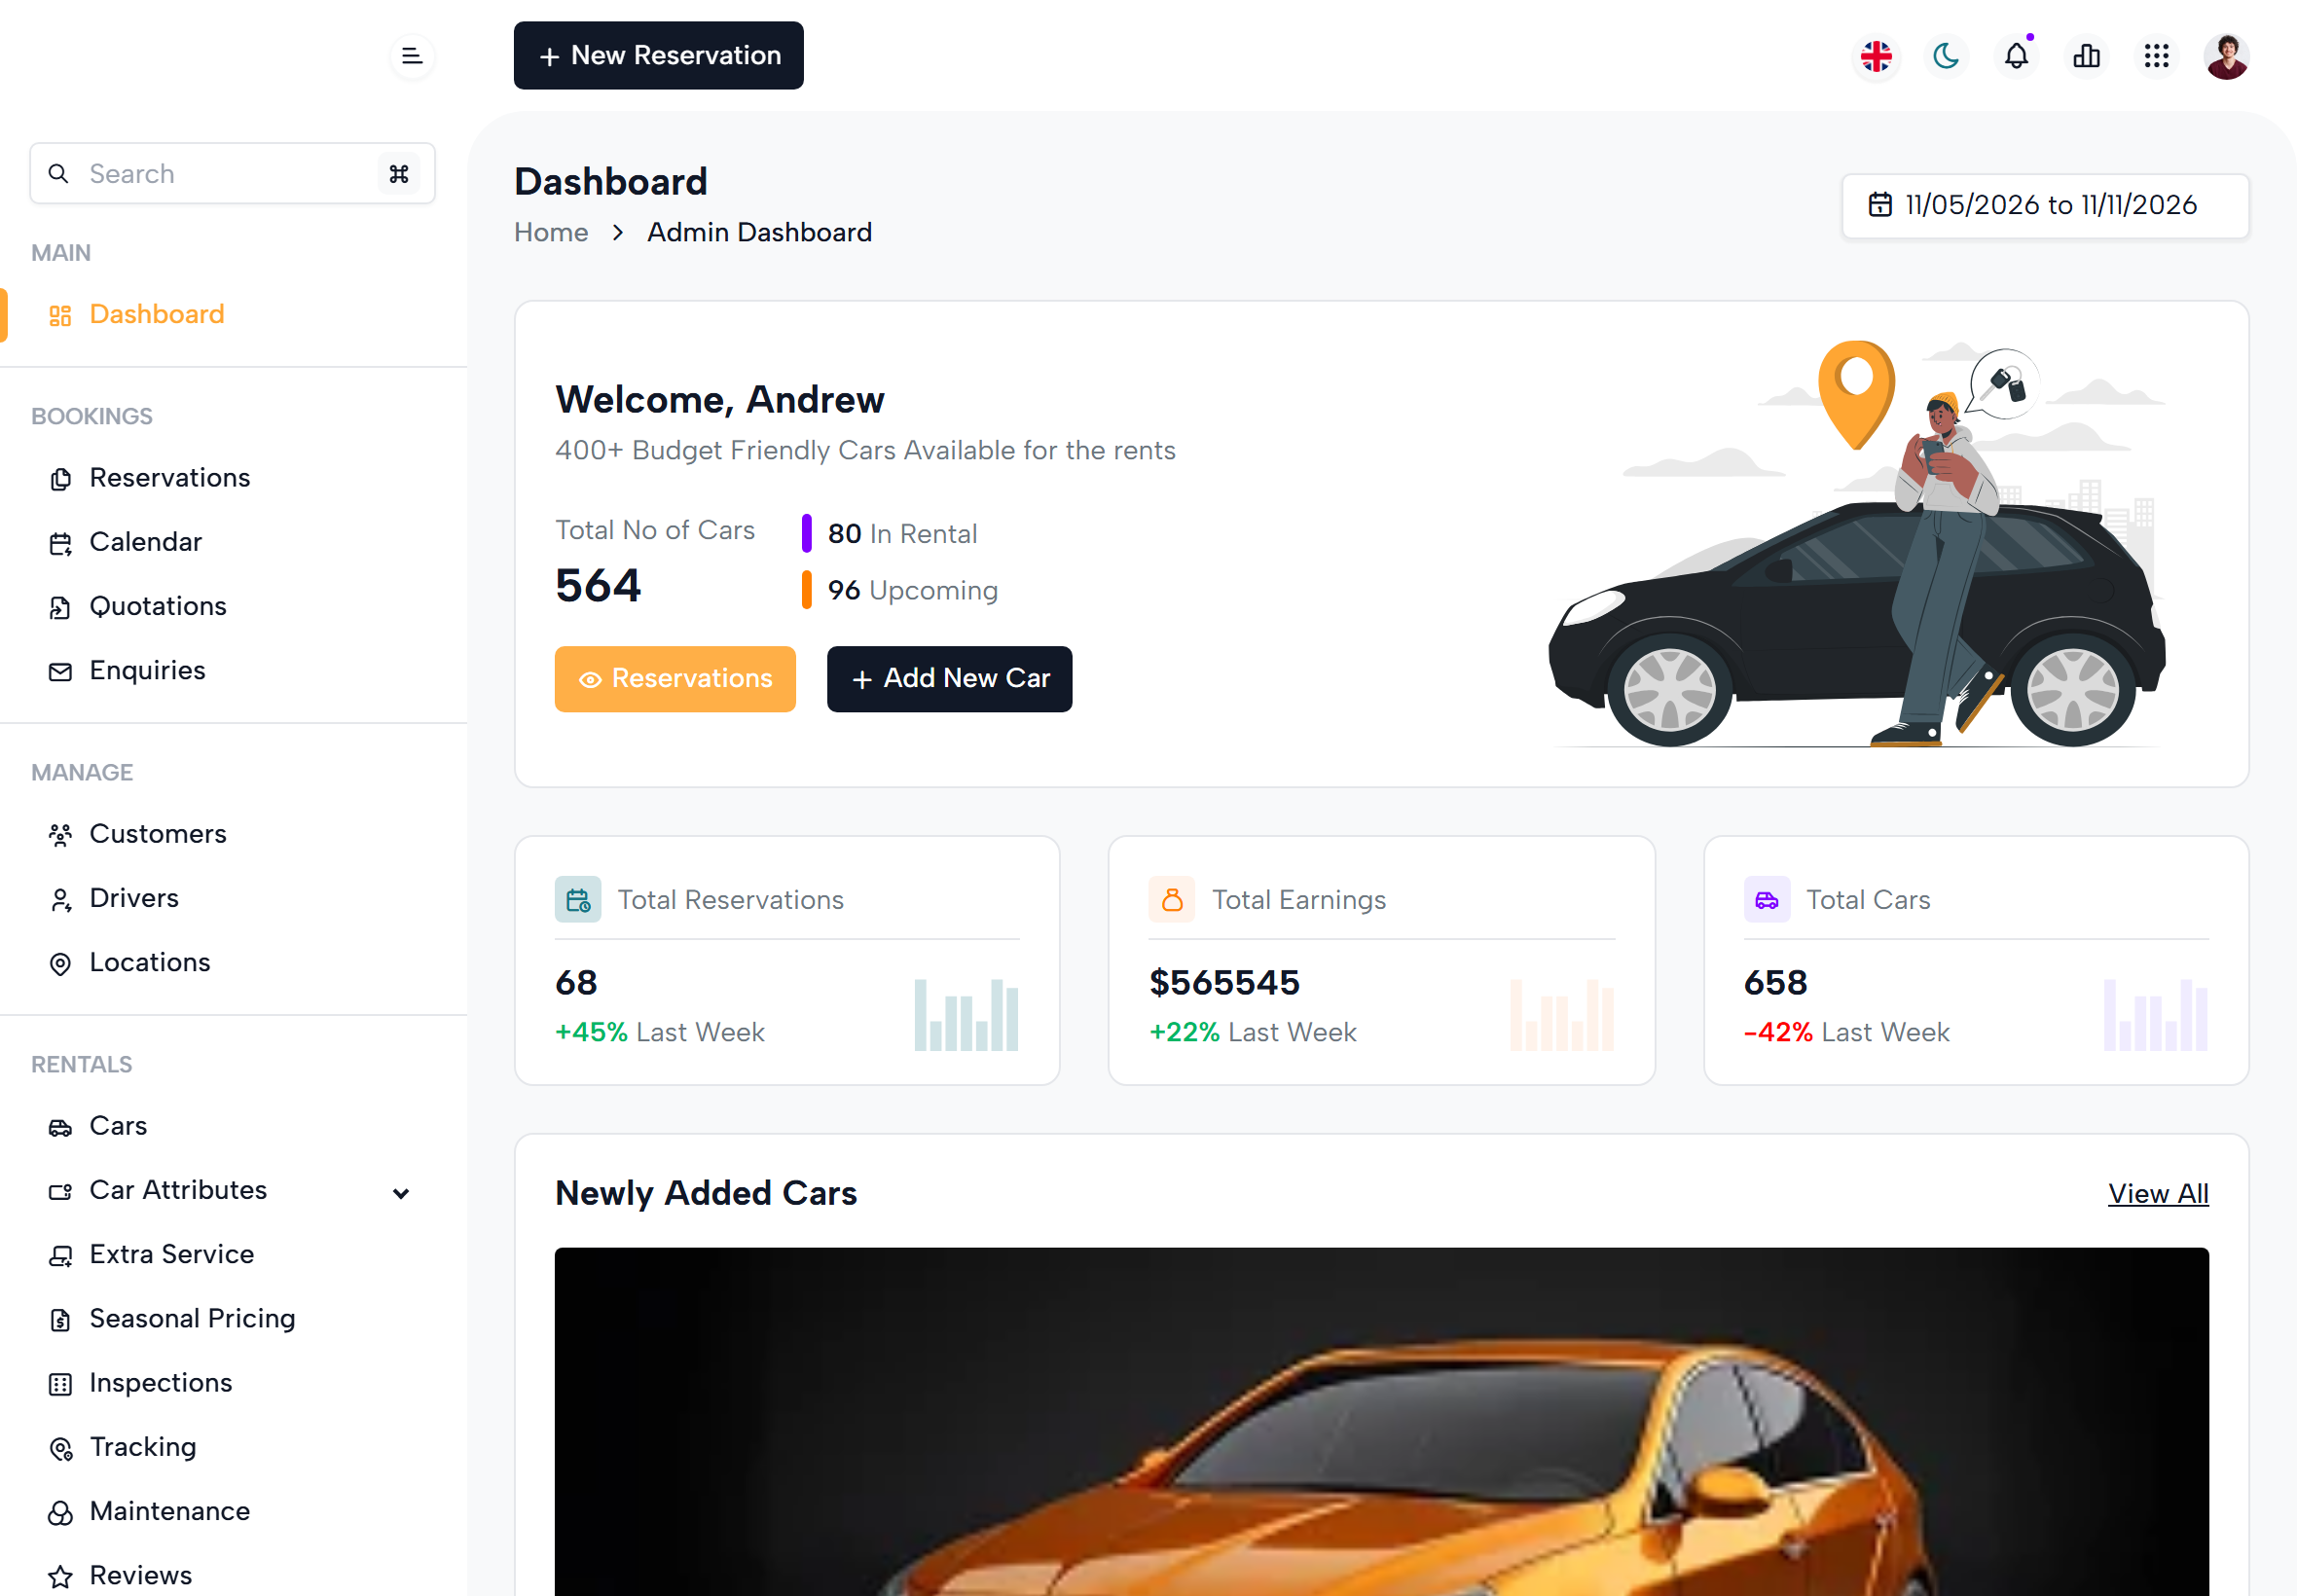 New Reservation
Search
MAIN
Dashboard
BOOKINGS
Reservations
Calendar
Quotations
Enquiries
MANAGE
Customers
Drivers
Locations
RENTALS
Cars
Car Attributes
Extra Service
Seasonal Pricing
Inspections
Tracking
Maintenance
Reviews
Dashboard
Home > Admin Dashboard
11/05/2026 to 11/11/2026
Welcome, Andrew
400+ Budget Friendly Cars Available for the rents
Total No of Cars
564
80 In Rental
96 Upcoming
Reservations
Add New Car
Total Reservations
68
+45% Last Week
Total Earnings
$565545
+22% Last Week
Total Cars
658
-42% Last Week
Newly Added Cars
View All